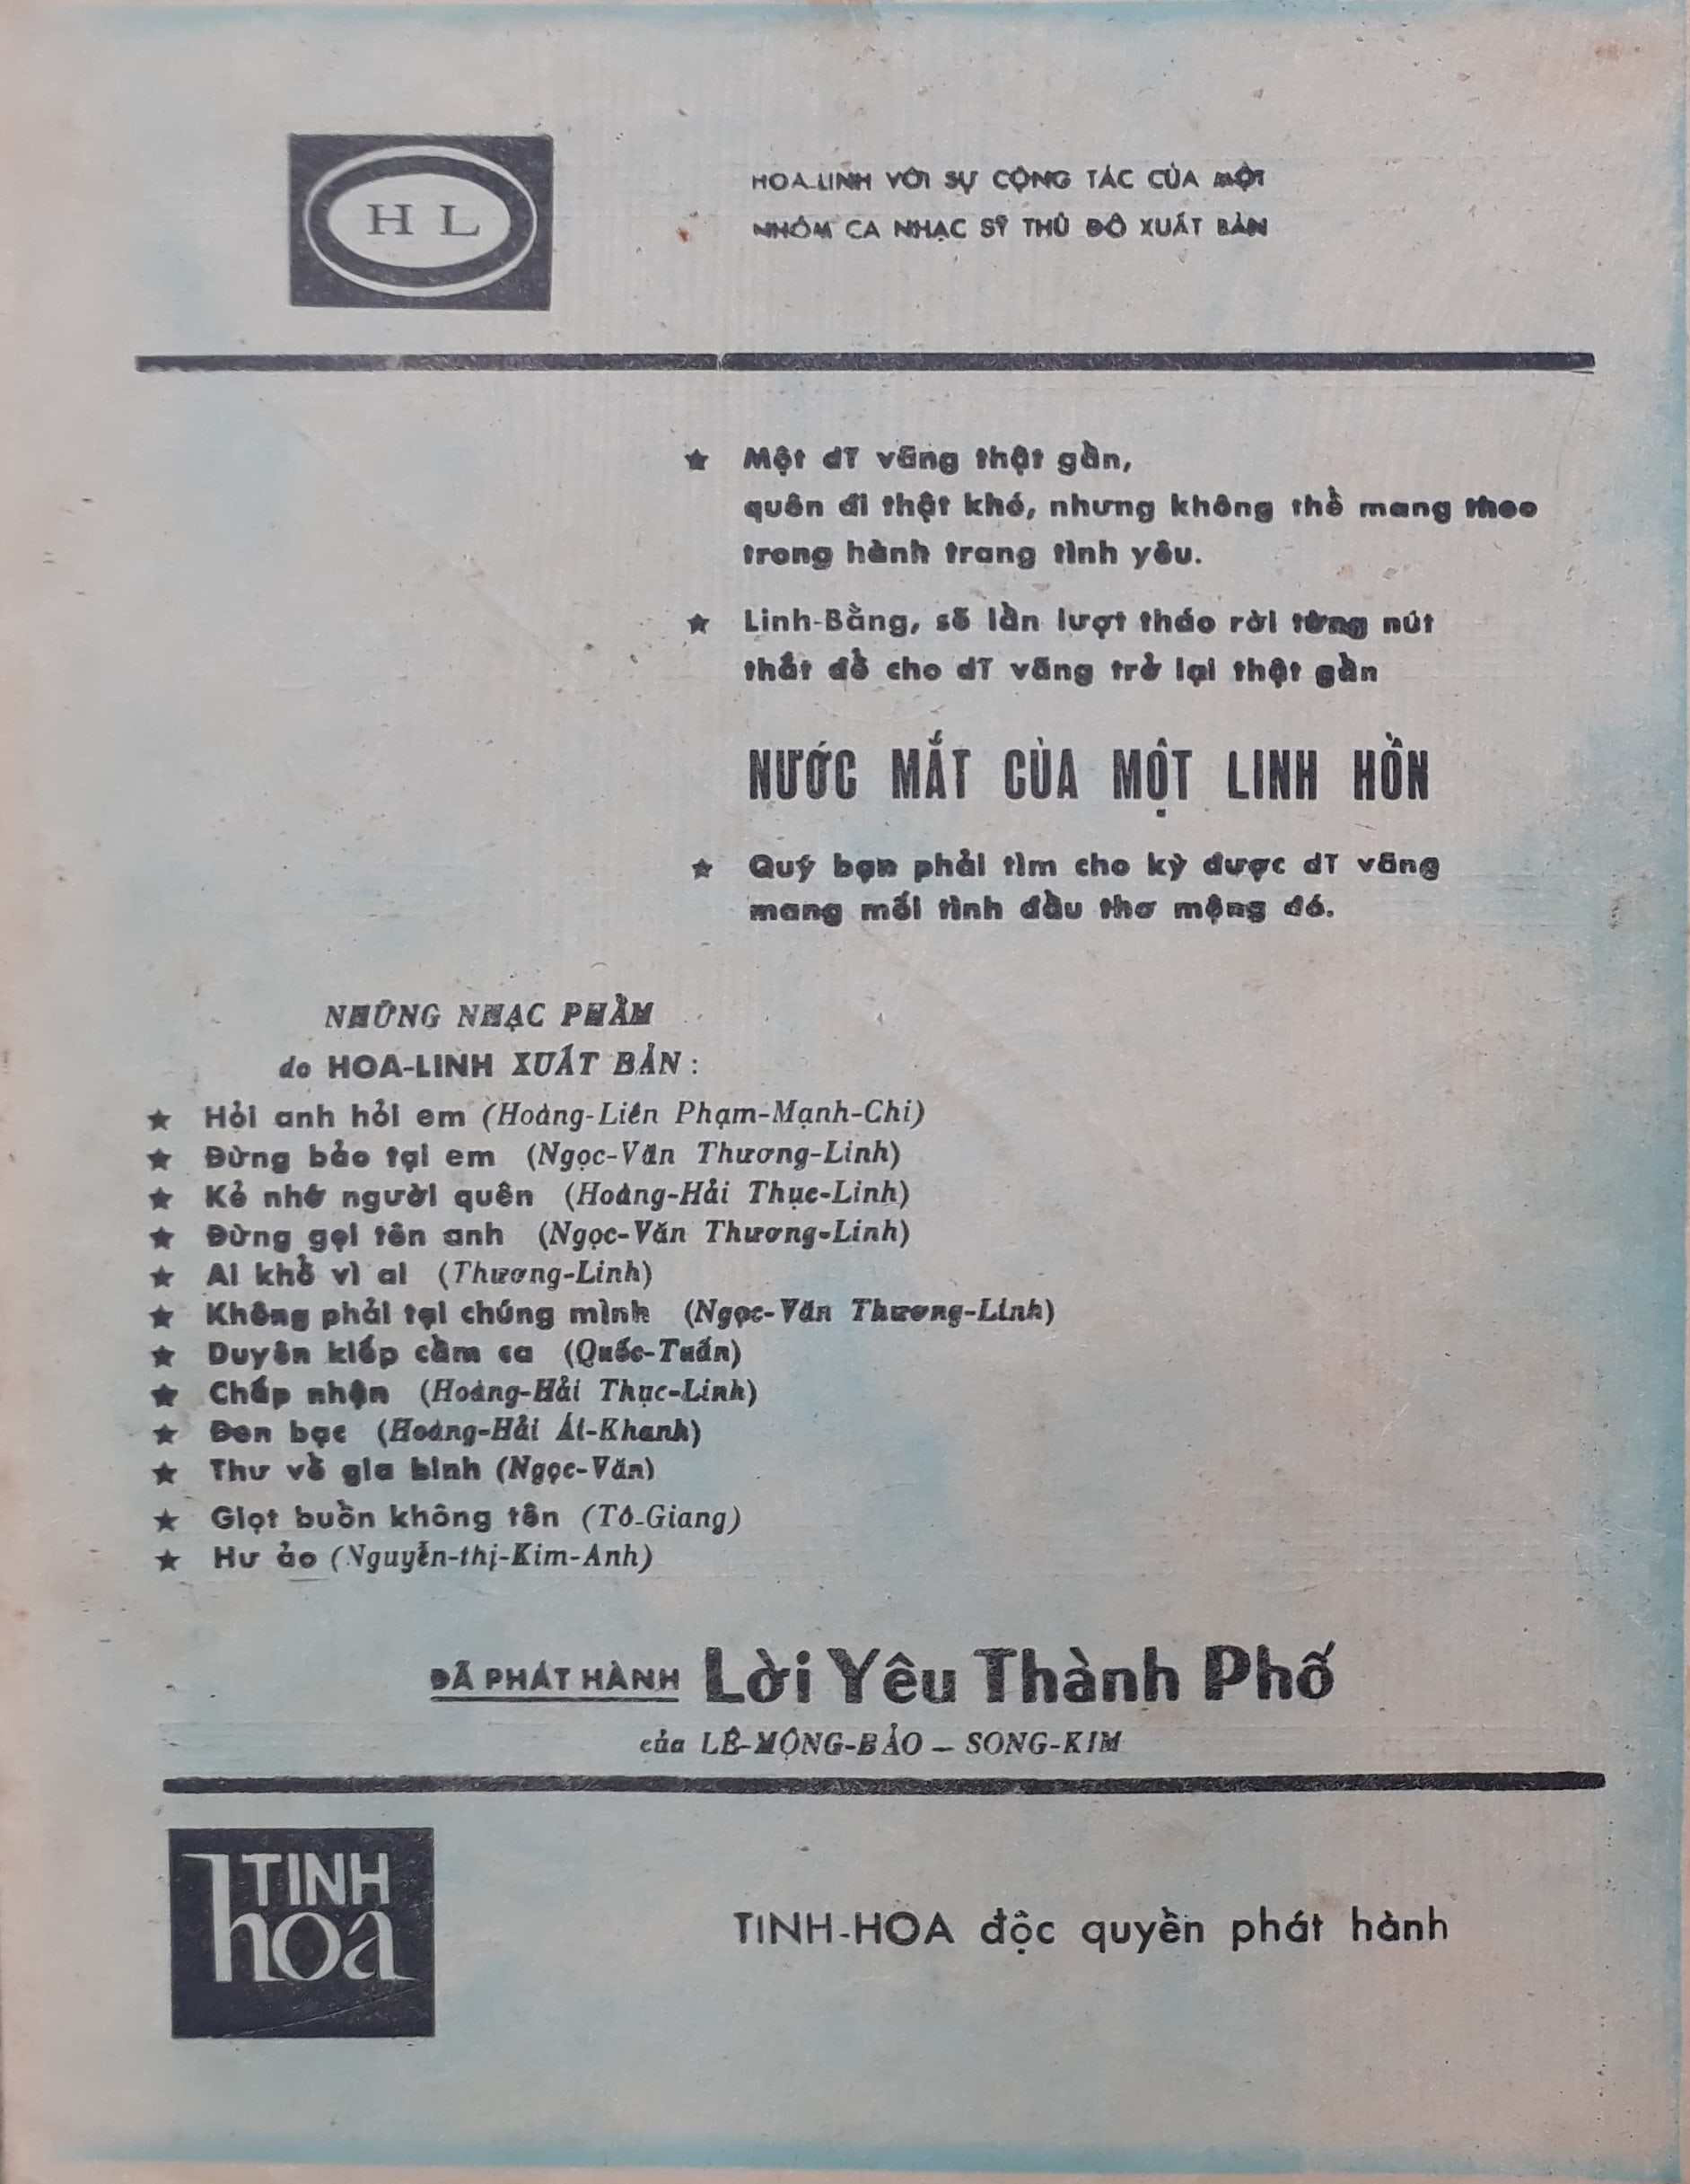 H L
HOA-LINH VỚI SỰ CỘNG TÁC CỦA MỘT
NHÓM CA NHẠC SỸ THỦ ĐÔ XUẤT BẢN
★ Một dĩ vãng thật gần,
quên đi thật khó, nhưng không thể mang theo
trong hành trang tình yêu.
★ Linh-Bằng, sẽ lần lượt tháo rời từng nút
thắt để cho dĩ vãng trở lại thật gần
NƯỚC MẮT CỦA MỘT LINH HỒN
★ Quý bạn phải tìm cho kỳ được dĩ vãng
mang mối tình đầu thơ mộng đó.
NHỮNG NHẠC PHẨM
do HOA-LINH XUẤT BẢN :
★ Hỏi anh hỏi em (Hoàng-Liên Phạm-Mạnh-Chi)
★ Đừng bảo tại em (Ngọc-Văn Thương-Linh)
★ Kẻ nhớ người quên (Hoàng-Hải Thục-Linh)
★ Đừng gọi tên anh (Ngọc-Văn Thương-Linh)
★ Ai khổ vì ai (Thương-Linh)
★ Không phải tại chúng mình (Ngọc-Văn Thương-Linh)
★ Duyên kiếp cầm ca (Quốc-Tuấn)
★ Chấp nhận (Hoàng-Hải Thục-Linh)
★ Đen bạc (Hoàng-Hải Ái-Khanh)
★ Thư về gia binh (Ngọc-Văn)
★ Giọt buồn không tên (Tô-Giang)
★ Hư ảo (Nguyễn-thị-Kim-Anh)
ĐÃ PHÁT HÀNH Lời Yêu Thành Phố
của LÊ-MỘNG-BẢO – SONG-KIM
TINH
hoa
TINH-HOA độc quyền phát hành